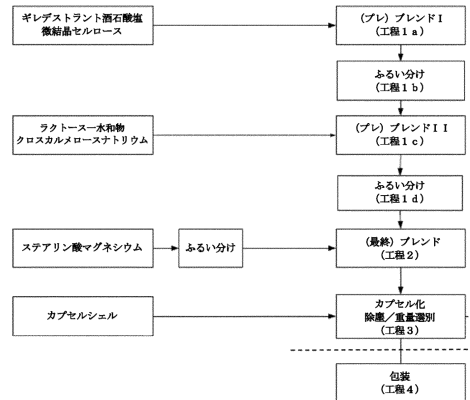 ギレデストラント酒石酸塩
微結晶セルロース
(プレ) ブレンドI
(工程1a)
ふるい分け
(工程1b)
ラクトース一水和物
クロスカルメロースナトリウム
(プレ) ブレンドII
(工程1c)
ふるい分け
(工程1d)
ステアリン酸マグネシウム
ふるい分け
(最終) ブレンド
(工程2)
カプセルシェル
カプセル化
除塵/重量選別
(工程3)
包装
(工程4)